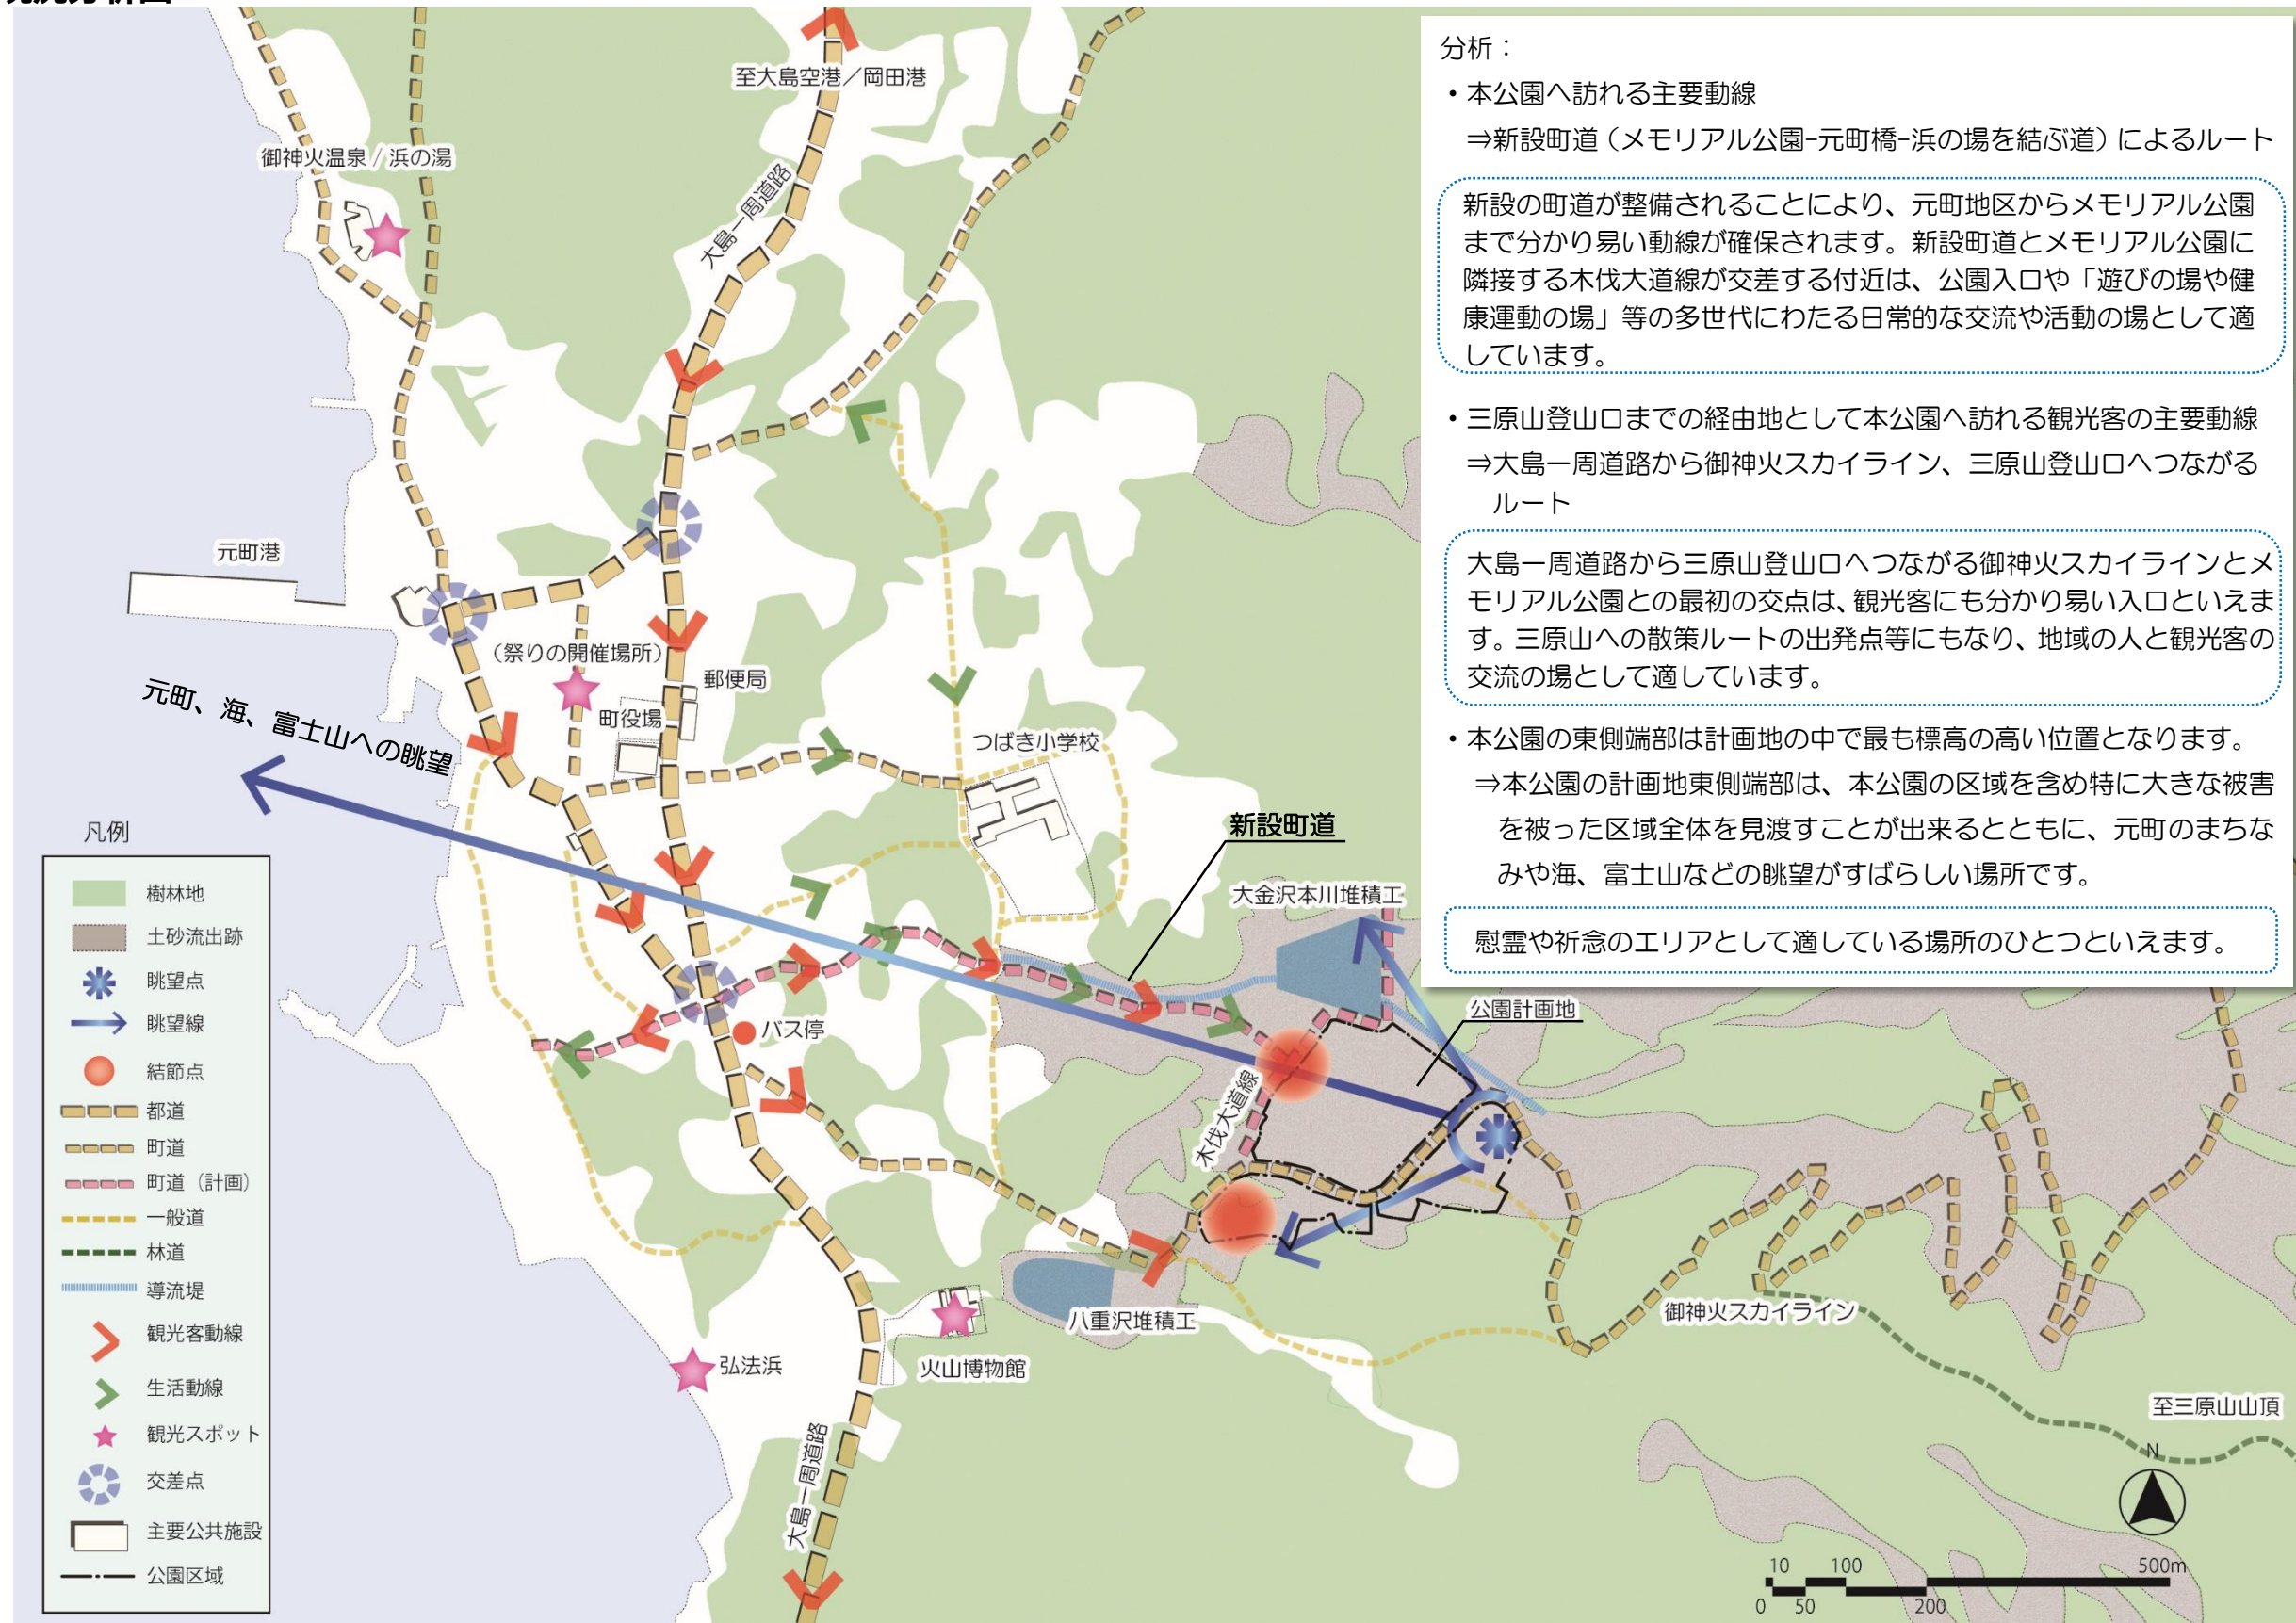 分析：
・本公園へ訪れる主要動線
⇒新設町道（メモリアル公園-元町橋-浜の場を結ぶ道）によるルート
新設の町道が整備されることにより、元町地区からメモリアル公園
まで分かり易い動線が確保されます。新設町道とメモリアル公園に
隣接する木伐大道線が交差する付近は、公園入口や「遊びの場や健
康運動の場」等の多世代にわたる日常的な交流や活動の場として適
しています。
・三原山登山口までの経由地として本公園へ訪れる観光客の主要動線
⇒大島一周道路から御神火スカイライン、三原山登山口へつながる
ルート
大島一周道路から三原山登山口へつながる御神火スカイラインとメ
モリアル公園との最初の交点は、観光客にも分かり易い入口といえま
す。三原山への散策ルートの出発点等にもなり、地域の人と観光客の
交流の場として適しています。
・本公園の東側端部は計画地の中で最も標高の高い位置となります。
⇒本公園の計画地東側端部は、本公園の区域を含め特に大きな被害
を被った区域全体を見渡すことが出来るとともに、元町のまちな
みや海、富士山などの眺望がすばらしい場所です。
慰霊や祈念のエリアとして適している場所のひとつといえます。
至大島空港／岡田港
御神火温泉 / 浜の湯
大島一周道路
元町港
（祭りの開催場所）
郵便局
町役場
元町、海、富士山への眺望
つばき小学校
新設町道
大金沢本川堆積工
公園計画地
バス停
木伐大道線
八重沢堆積工
御神火スカイライン
火山博物館
弘法浜
大島一周道路
至三原山山頂
凡例
樹林地
土砂流出跡
眺望点
眺望線
結節点
都道
町道
町道（計画）
一般道
林道
導流堤
観光客動線
生活動線
観光スポット
交差点
主要公共施設
公園区域
N
10 100 500m
0 50 200